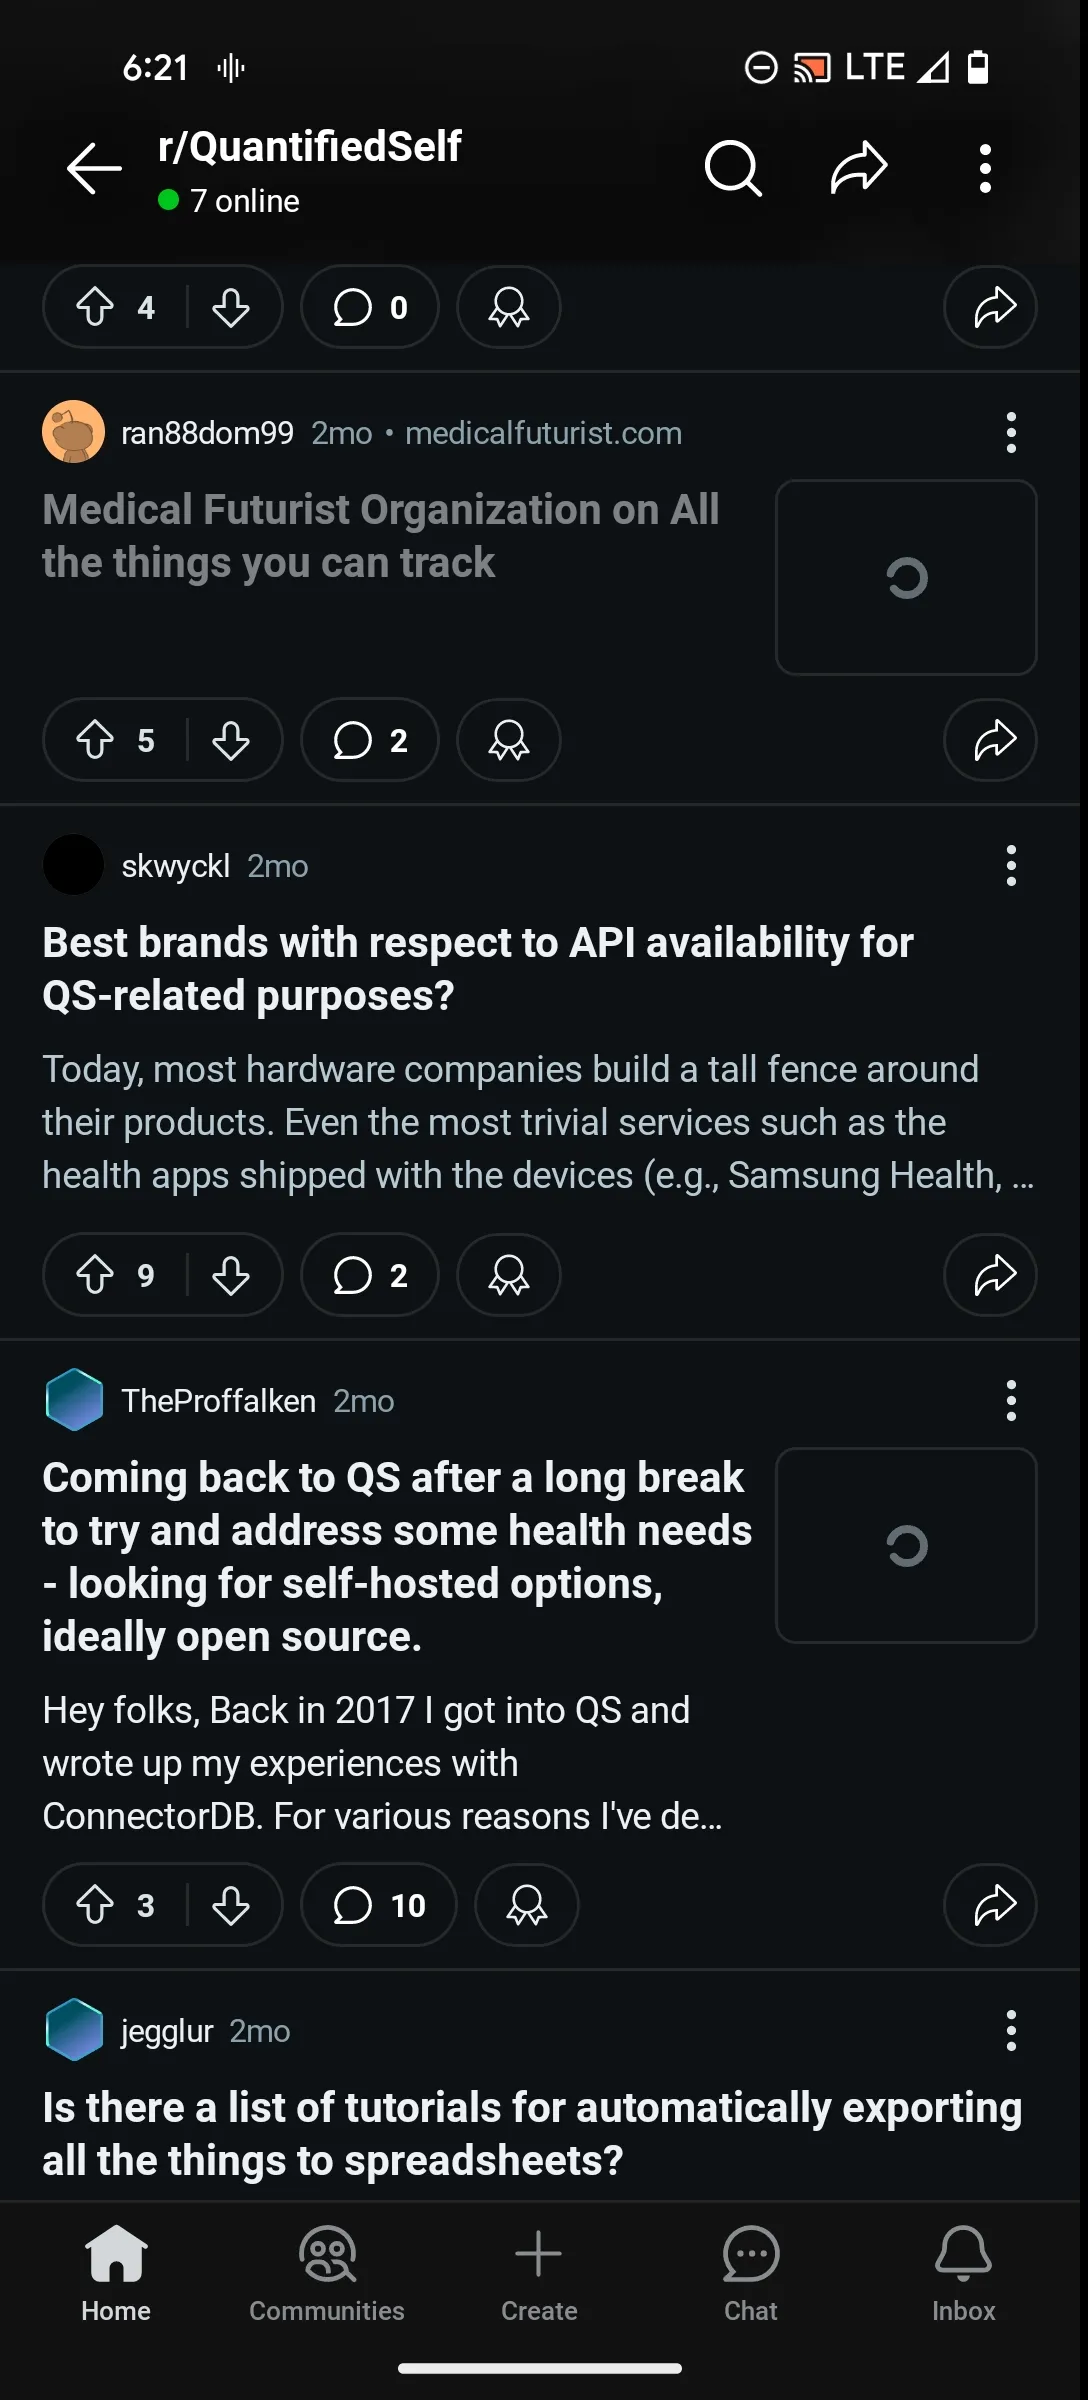 6:21
LTE
r/QuantifiedSelf
7 online
4
0
ran88dom99 2mo • medicalfuturist.com
Medical Futurist Organization on All
the things you can track
5
2
skwyckl 2mo
Best brands with respect to API availability for
QS-related purposes?
Today, most hardware companies build a tall fence around
their products. Even the most trivial services such as the
health apps shipped with the devices (e.g., Samsung Health, ...
9
2
TheProffalken 2mo
Coming back to QS after a long break
to try and address some health needs
- looking for self-hosted options,
ideally open source.
Hey folks, Back in 2017 I got into QS and
wrote up my experiences with
ConnectorDB. For various reasons I've de...
3
10
jegglur 2mo
Is there a list of tutorials for automatically exporting
all the things to spreadsheets?
Home
Communities
Create
Chat
Inbox